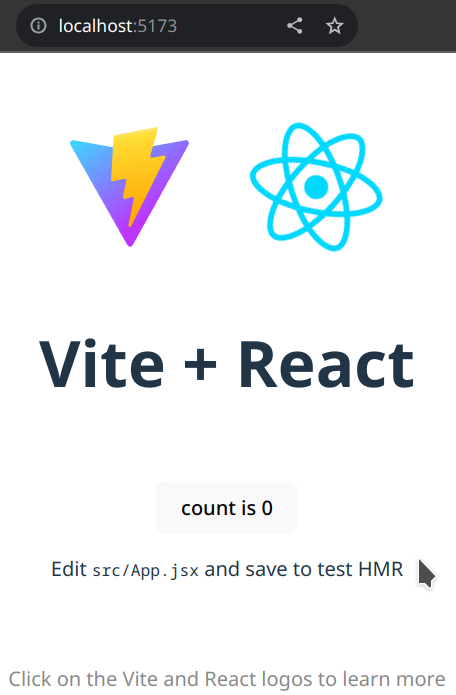 localhost:5173
Vite + React
count is 0
Edit src/App.jsx and save to test HMR
Click on the Vite and React logos to learn more